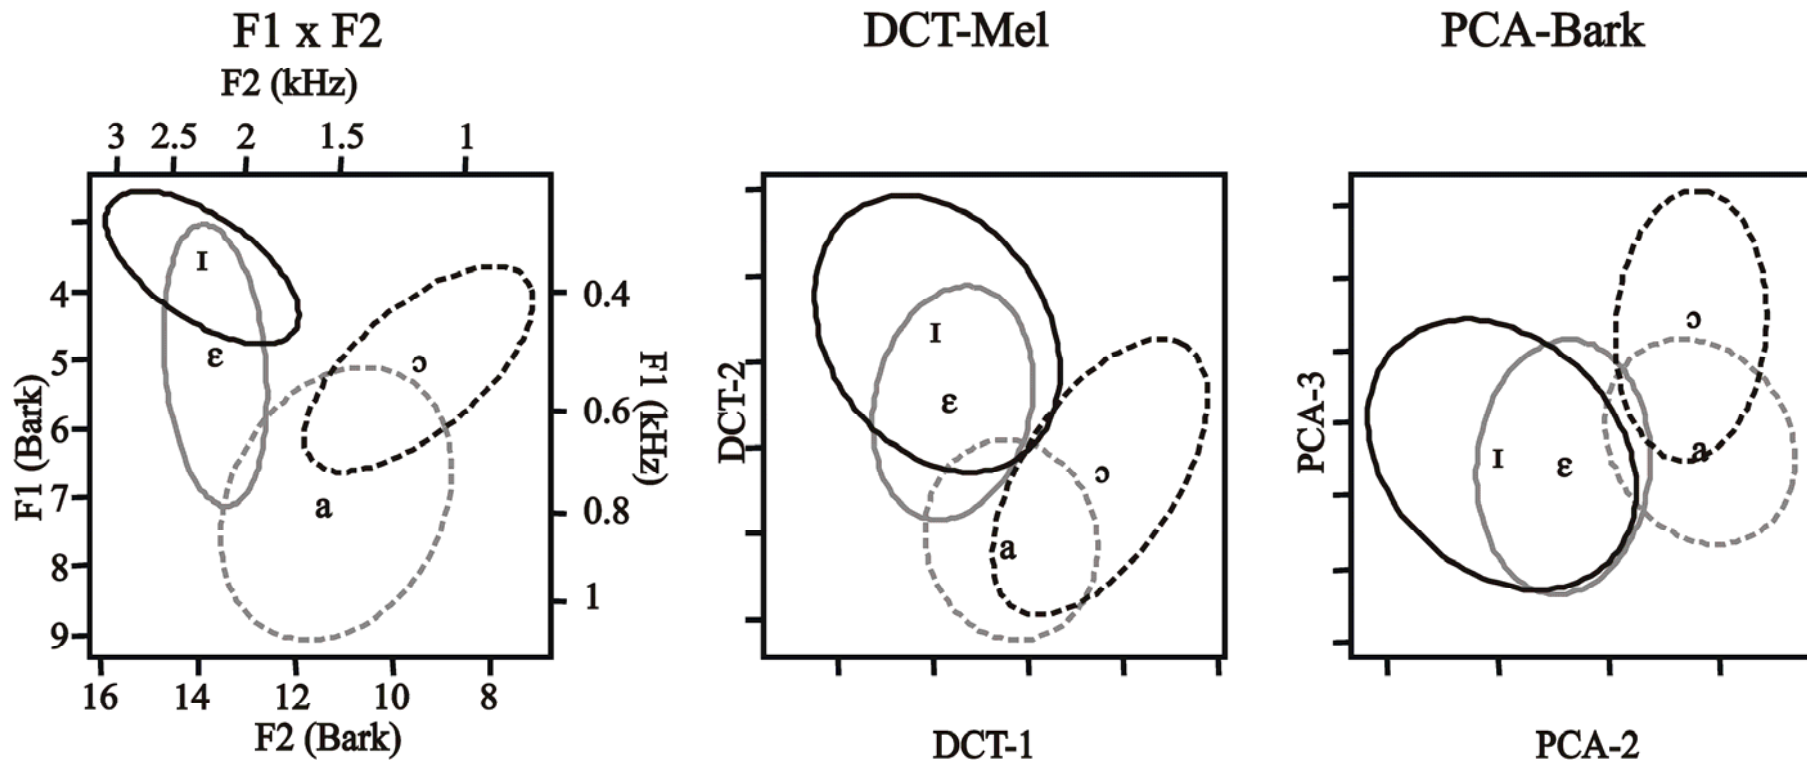 F1 x F2
F2 (kHz)
3 2.5 2 1.5 1
I
ɛ
ɔ
a
4
5
6
7
8
9
F1 (Bark)
0.4
0.6
0.8
1
F1 (kHz)
16 14 12 10 8
F2 (Bark)
DCT-Mel
DCT-2
I
ɛ
ɔ
a
DCT-1
PCA-Bark
PCA-3
ɔ
a
I
ɛ
PCA-2